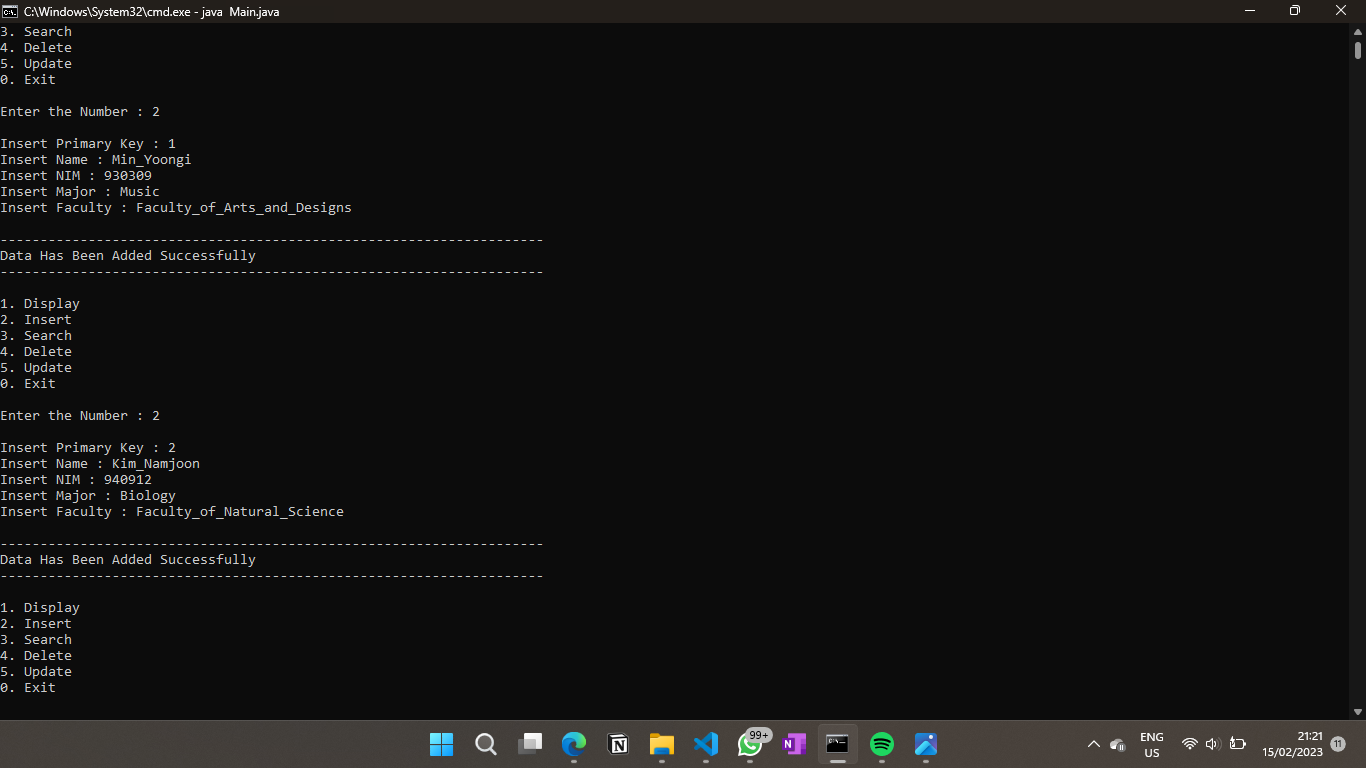 C:\Windows\System32\cmd.exe - java  Main.java
3. Search
4. Delete
5. Update
0. Exit
Enter the Number : 2
Insert Primary Key : 1
Insert Name : Min_Yoongi
Insert NIM : 930309
Insert Major : Music
Insert Faculty : Faculty_of_Arts_and_Designs
--------------------------------------------------------------------
Data Has Been Added Successfully
--------------------------------------------------------------------
1. Display
2. Insert
3. Search
4. Delete
5. Update
0. Exit
Enter the Number : 2
Insert Primary Key : 2
Insert Name : Kim_Namjoon
Insert NIM : 940912
Insert Major : Biology
Insert Faculty : Faculty_of_Natural_Science
--------------------------------------------------------------------
Data Has Been Added Successfully
--------------------------------------------------------------------
1. Display
2. Insert
3. Search
4. Delete
5. Update
0. Exit
99+
N
ENG
US
21:21
15/02/2023
11